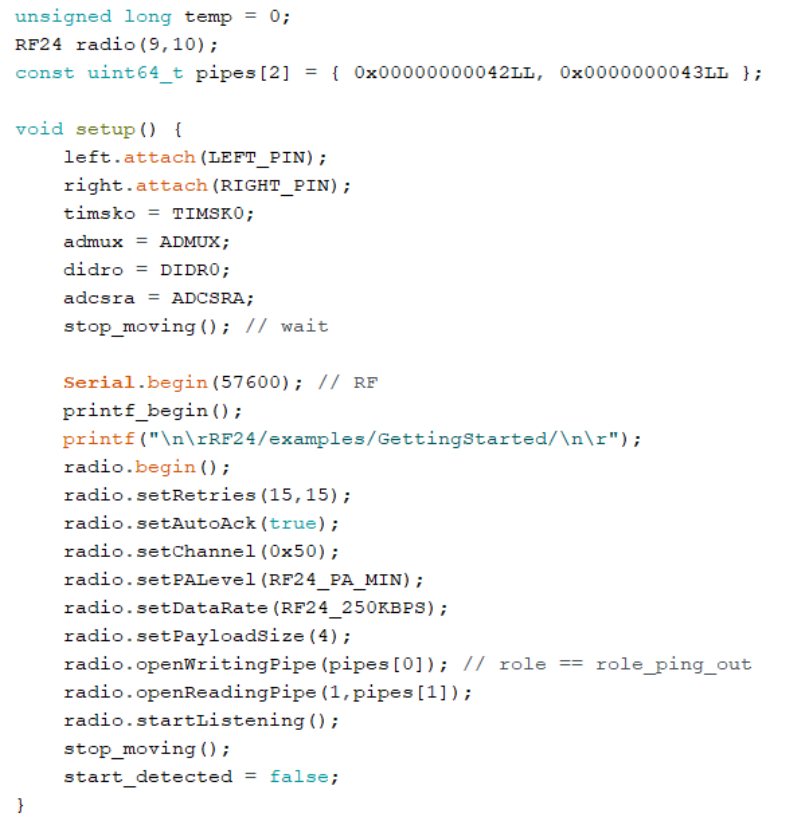 unsigned long temp = 0;
RF24 radio(9,10);
const uint64_t pipes[2] = { 0x00000000042LL, 0x0000000043LL };

void setup() {
    left.attach(LEFT_PIN);
    right.attach(RIGHT_PIN);
    timsko = TIMSK0;
    admux = ADMUX;
    didro = DIDR0;
    adcsra = ADCSRA;
    stop_moving(); // wait

    Serial.begin(57600); // RF
    printf_begin();
    printf("\n\rRF24/examples/GettingStarted/\n\r");
    radio.begin();
    radio.setRetries(15,15);
    radio.setAutoAck(true);
    radio.setChannel(0x50);
    radio.setPALevel(RF24_PA_MIN);
    radio.setDataRate(RF24_250KBPS);
    radio.setPayloadSize(4);
    radio.openWritingPipe(pipes[0]); // role == role_ping_out
    radio.openReadingPipe(1,pipes[1]);
    radio.startListening();
    stop_moving();
    start_detected = false;
}